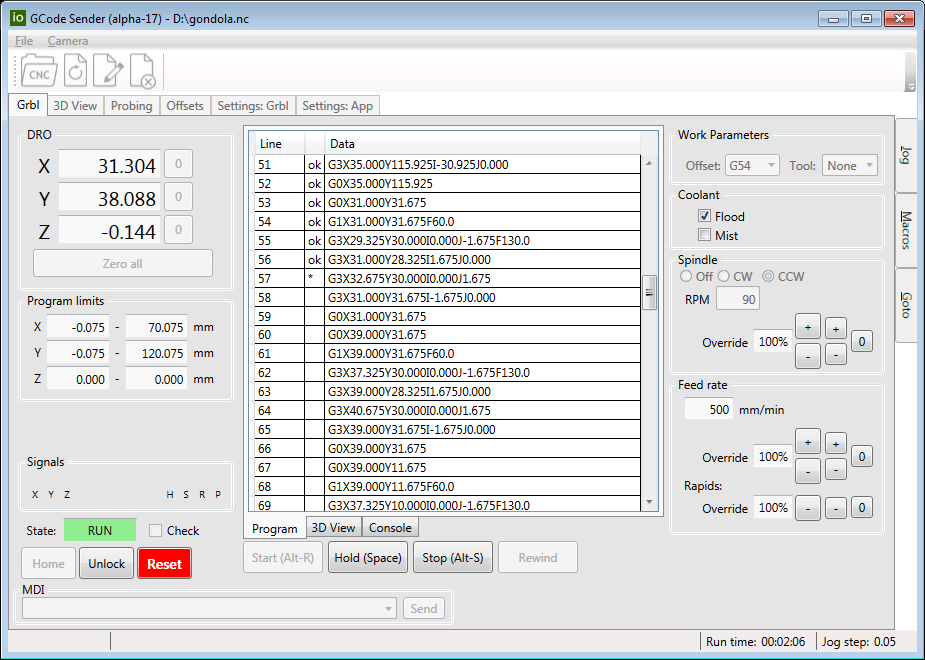 GCode Sender (alpha-17) - D:\gondola.nc
File Camera
CNC
Grbl 3D View Probing Offsets Settings: Grbl Settings: App
DRO
X 31.304 0
Y 38.088 0
Z -0.144 0
Zero all
Program limits
X -0.075 - 70.075 mm
Y -0.075 - 120.075 mm
Z 0.000 - 0.000 mm
Signals
X Y Z H S R P
State: RUN Check
Home Unlock Reset
MDI
Send
Line Data
51 ok G3X35.000Y115.925I-30.925J0.000
52 ok G0X35.000Y115.925
53 ok G0X31.000Y31.675
54 ok G1X31.000Y31.675F60.0
55 ok G3X29.325Y30.000I0.000J-1.675F130.0
56 ok G3X31.000Y28.325I1.675J0.000
57 * G3X32.675Y30.000I0.000J1.675
58 G3X31.000Y31.675I-1.675J0.000
59 G0X31.000Y31.675
60 G0X39.000Y31.675
61 G1X39.000Y31.675F60.0
62 G3X37.325Y30.000I0.000J-1.675F130.0
63 G3X39.000Y28.325I1.675J0.000
64 G3X40.675Y30.000I0.000J1.675
65 G3X39.000Y31.675I-1.675J0.000
66 G0X39.000Y31.675
67 G0X39.000Y11.675
68 G1X39.000Y11.675F60.0
69 G3X37.325Y10.000I0.000J-1.675F130.0
Program 3D View Console
Start (Alt-R) Hold (Space) Stop (Alt-S) Rewind
Work Parameters
Offset: G54 Tool: None
Coolant
Flood
Mist
Spindle
Off CW CCW
RPM 90
Override 100% + + 0
- -
Feed rate
500 mm/min
Override 100% + + 0
- -
Rapids:
Override 100% - - 0
Jog
Macros
Goto
Run time: 00:02:06 Jog step: 0.05